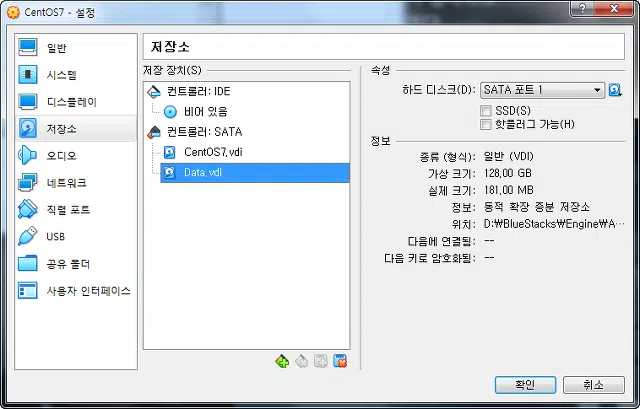 CentOS7 - 설정
일반
시스템
디스플레이
저장소
오디오
네트워크
직렬 포트
USB
공유 폴더
사용자 인터페이스
저장소
저장 장치(S)
컨트롤러: IDE
비어 있음
컨트롤러: SATA
CentOS7.vdi
Data.vdi
속성
하드 디스크(D): SATA 포트 1
SSD(S)
핫플러그 가능(H)
정보
종류 (형식): 일반 (VDI)
가상 크기: 128,00 GB
실제 크기: 181,00 MB
정보: 동적 확장 증분 저장소
위치: D:₩BlueStacks₩Engine₩A...
다음에 연결됨: --
다음 키로 암호화됨: --
확인
취소